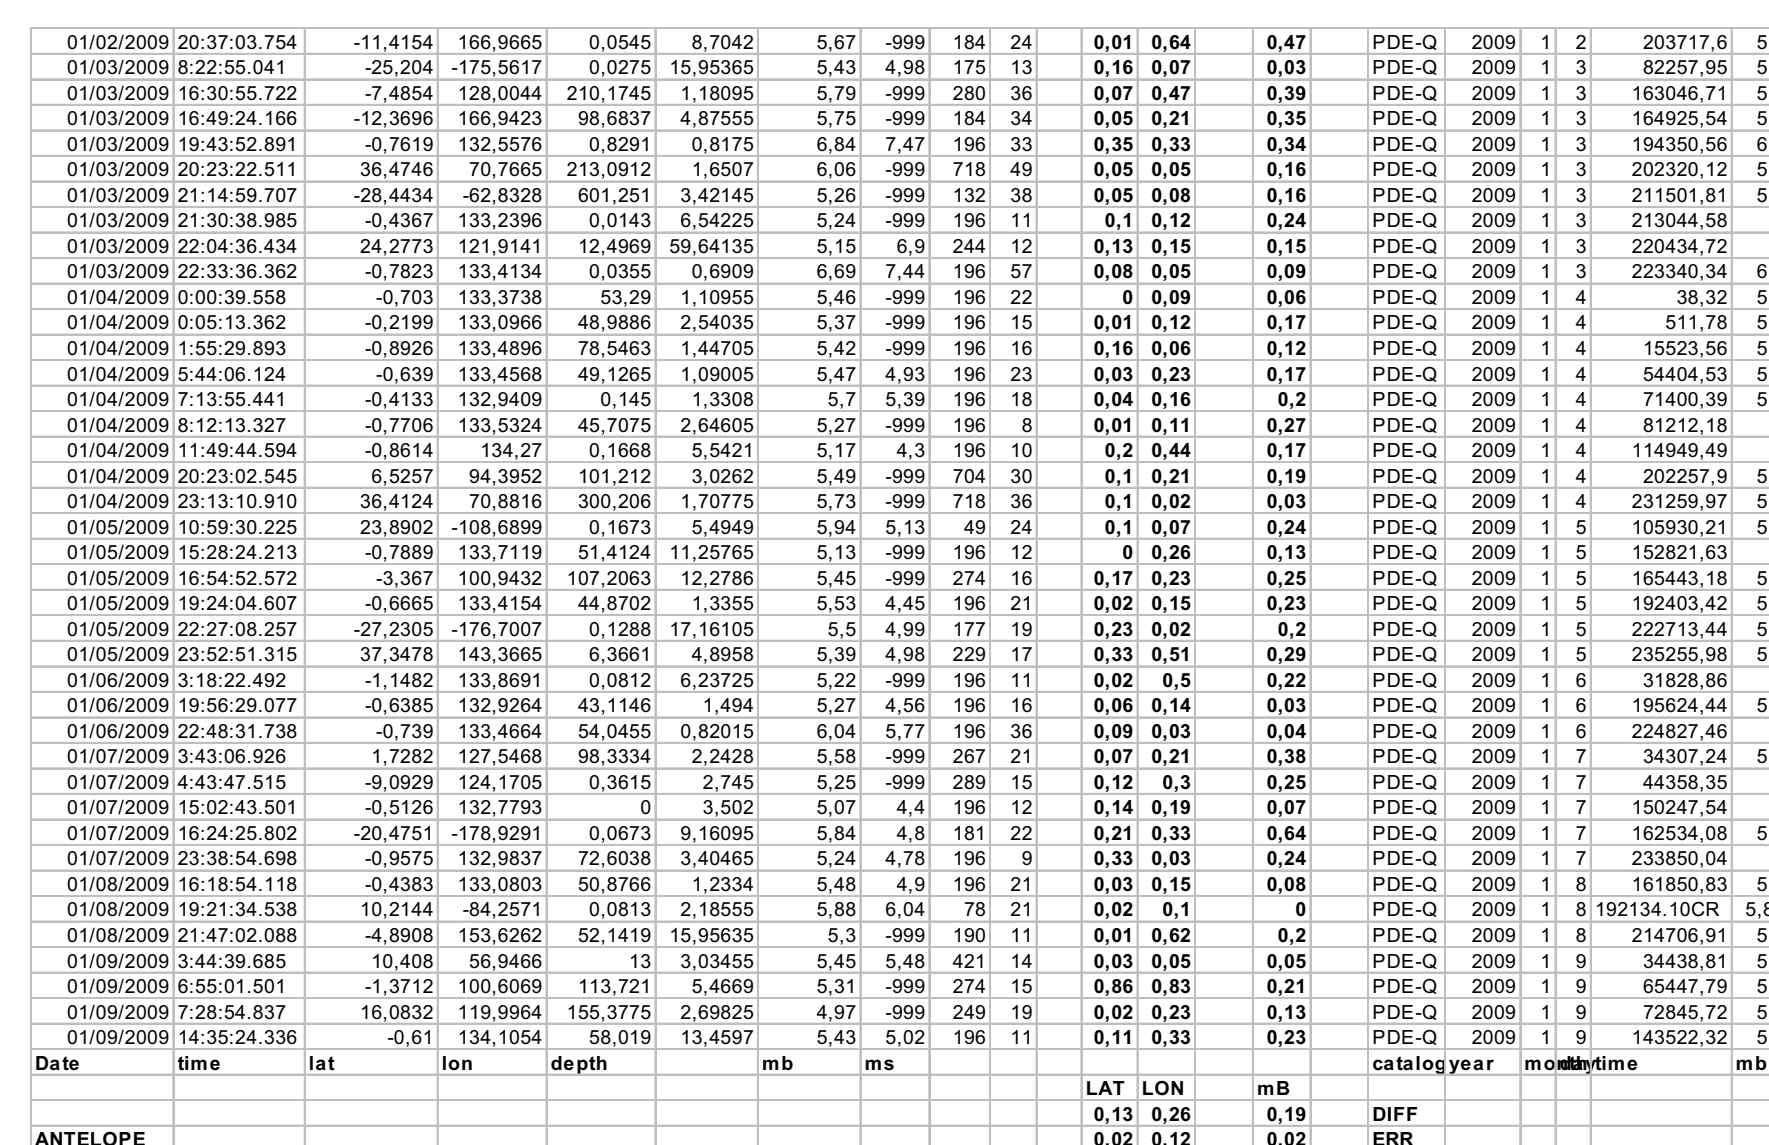 01/02/2009 20:37:03.754 -11,4154 166,9665 0,0545 8,7042 5,67 -999 184 24 0,01 0,64 0,47 PDE-Q 2009 1 2 203717,6 5
01/03/2009 8:22:55.041 -25,204 -175,5617 0,0275 15,95365 5,43 4,98 175 13 0,16 0,07 0,03 PDE-Q 2009 1 3 82257,95 5
01/03/2009 16:30:55.722 -7,4854 128,0044 210,1745 1,18095 5,79 -999 280 36 0,07 0,47 0,39 PDE-Q 2009 1 3 163046,71 5
01/03/2009 16:49:24.166 -12,3696 166,9423 98,6837 4,87555 5,75 -999 184 34 0,05 0,21 0,35 PDE-Q 2009 1 3 164925,54 5
01/03/2009 19:43:52.891 -0,7619 132,5576 0,8291 0,8175 6,84 7,47 196 33 0,35 0,33 0,34 PDE-Q 2009 1 3 194350,56 6
01/03/2009 20:23:22.511 36,4746 70,7665 213,0912 1,6507 6,06 -999 718 49 0,05 0,05 0,16 PDE-Q 2009 1 3 202320,12 5
01/03/2009 21:14:59.707 -28,4434 -62,8328 601,251 3,42145 5,26 -999 132 38 0,05 0,08 0,16 PDE-Q 2009 1 3 211501,81 5
01/03/2009 21:30:38.985 -0,4367 133,2396 0,0143 6,54225 5,24 -999 196 11 0,1 0,12 0,24 PDE-Q 2009 1 3 213044,58
01/03/2009 22:04:36.434 24,2773 121,9141 12,4969 59,64135 5,15 6,9 244 12 0,13 0,15 0,15 PDE-Q 2009 1 3 220434,72
01/03/2009 22:33:36.362 -0,7823 133,4134 0,0355 0,6909 6,69 7,44 196 57 0,08 0,05 0,09 PDE-Q 2009 1 3 223340,34 6
01/04/2009 0:00:39.558 -0,703 133,3738 53,29 1,10955 5,46 -999 196 22 0 0,09 0,06 PDE-Q 2009 1 4 38,32 5
01/04/2009 0:05:13.362 -0,2199 133,0966 48,9886 2,54035 5,37 -999 196 15 0,01 0,12 0,17 PDE-Q 2009 1 4 511,78 5
01/04/2009 1:55:29.893 -0,8926 133,4896 78,5463 1,44705 5,42 -999 196 16 0,16 0,06 0,12 PDE-Q 2009 1 4 15523,56 5
01/04/2009 5:44:06.124 -0,639 133,4568 49,1265 1,09005 5,47 4,93 196 23 0,03 0,23 0,17 PDE-Q 2009 1 4 54404,53 5
01/04/2009 7:13:55.441 -0,4133 132,9409 0,145 1,3308 5,7 5,39 196 18 0,04 0,16 0,2 PDE-Q 2009 1 4 71400,39 5
01/04/2009 8:12:13.327 -0,7706 133,5324 45,7075 2,64605 5,27 -999 196 8 0,01 0,11 0,27 PDE-Q 2009 1 4 81212,18
01/04/2009 11:49:44.594 -0,8614 134,27 0,1668 5,5421 5,17 4,3 196 10 0,2 0,44 0,17 PDE-Q 2009 1 4 114949,49
01/04/2009 20:23:02.545 6,5257 94,3952 101,212 3,0262 5,49 -999 704 30 0,1 0,21 0,19 PDE-Q 2009 1 4 202257,9 5
01/04/2009 23:13:10.910 36,4124 70,8816 300,206 1,70775 5,73 -999 718 36 0,1 0,02 0,03 PDE-Q 2009 1 4 231259,97 5
01/05/2009 10:59:30.225 23,8902 -108,6899 0,1673 5,4949 5,94 5,13 49 24 0,1 0,07 0,24 PDE-Q 2009 1 5 105930,21 5
01/05/2009 15:28:24.213 -0,7889 133,7119 51,4124 11,25765 5,13 -999 196 12 0 0,26 0,13 PDE-Q 2009 1 5 152821,63
01/05/2009 16:54:52.572 -3,367 100,9432 107,2063 12,2786 5,45 -999 274 16 0,17 0,23 0,25 PDE-Q 2009 1 5 165443,18 5
01/05/2009 19:24:04.607 -0,6665 133,4154 44,8702 1,3355 5,53 4,45 196 21 0,02 0,15 0,23 PDE-Q 2009 1 5 192403,42 5
01/05/2009 22:27:08.257 -27,2305 -176,7007 0,1288 17,16105 5,5 4,99 177 19 0,23 0,02 0,2 PDE-Q 2009 1 5 222713,44 5
01/05/2009 23:52:51.315 37,3478 143,3665 6,3661 4,8958 5,39 4,98 229 17 0,33 0,51 0,29 PDE-Q 2009 1 5 235255,98 5
01/06/2009 3:18:22.492 -1,1482 133,8691 0,0812 6,23725 5,22 -999 196 11 0,02 0,5 0,22 PDE-Q 2009 1 6 31828,86
01/06/2009 19:56:29.077 -0,6385 132,9264 43,1146 1,494 5,27 4,56 196 16 0,06 0,14 0,03 PDE-Q 2009 1 6 195624,44 5
01/06/2009 22:48:31.738 -0,739 133,4664 54,0455 0,82015 6,04 5,77 196 36 0,09 0,03 0,04 PDE-Q 2009 1 6 224827,46
01/07/2009 3:43:06.926 1,7282 127,5468 98,3334 2,2428 5,58 -999 267 21 0,07 0,21 0,38 PDE-Q 2009 1 7 34307,24 5
01/07/2009 4:43:47.515 -9,0929 124,1705 0,3615 2,745 5,25 -999 289 15 0,12 0,3 0,25 PDE-Q 2009 1 7 44358,35
01/07/2009 15:02:43.501 -0,5126 132,7793 0 3,502 5,07 4,4 196 12 0,14 0,19 0,07 PDE-Q 2009 1 7 150247,54
01/07/2009 16:24:25.802 -20,4751 -178,9291 0,0673 9,16095 5,84 4,8 181 22 0,21 0,33 0,64 PDE-Q 2009 1 7 162534,08 5
01/07/2009 23:38:54.698 -0,9575 132,9837 72,6038 3,40465 5,24 4,78 196 9 0,33 0,03 0,24 PDE-Q 2009 1 7 233850,04
01/08/2009 16:18:54.118 -0,4383 133,0803 50,8766 1,2334 5,48 4,9 196 21 0,03 0,15 0,08 PDE-Q 2009 1 8 161850,83 5
01/08/2009 19:21:34.538 10,2144 -84,2571 0,0813 2,18555 5,88 6,04 78 21 0,02 0,1 0 PDE-Q 2009 1 8 192134.10CR 5,8
01/08/2009 21:47:02.088 -4,8908 153,6262 52,1419 15,95635 5,3 -999 190 11 0,01 0,62 0,2 PDE-Q 2009 1 8 214706,91 5
01/09/2009 3:44:39.685 10,408 56,9466 13 3,03455 5,45 5,48 421 14 0,03 0,05 0,05 PDE-Q 2009 1 9 34438,81 5
01/09/2009 6:55:01.501 -1,3712 100,6069 113,721 5,4669 5,31 -999 274 15 0,86 0,83 0,21 PDE-Q 2009 1 9 65447,79 5
01/09/2009 7:28:54.837 16,0832 119,9964 155,3775 2,69825 4,97 -999 249 19 0,02 0,23 0,13 PDE-Q 2009 1 9 72845,72 5
01/09/2009 14:35:24.336 -0,61 134,1054 58,019 13,4597 5,43 5,02 196 11 0,11 0,33 0,23 PDE-Q 2009 1 9 143522,32 5
Date time lat lon depth mb ms catalog year month day time mb
LAT LON mB
0,13 0,26 0,19 DIFF
ANTELOPE 0,02 0,12 0,02 ERR